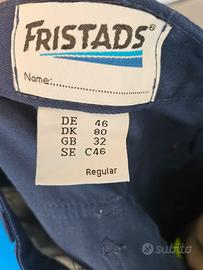 FRISTADS®
Name:....................
DE 46
DK 80
GB 32
SE C46
Regular
subito